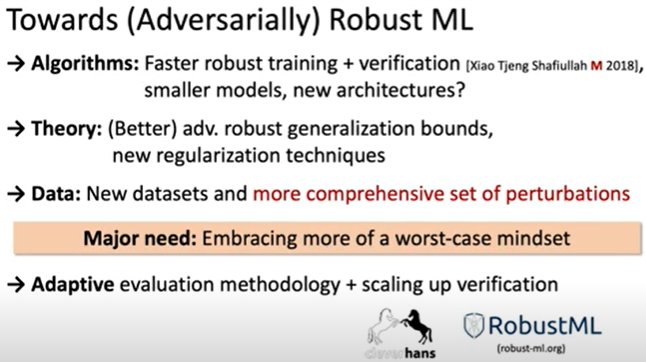 Towards (Adversarially) Robust ML
→ Algorithms: Faster robust training + verification [Xiao Tjeng Shafiullah M 2018],
smaller models, new architectures?
→ Theory: (Better) adv. robust generalization bounds,
new regularization techniques
→ Data: New datasets and more comprehensive set of perturbations
Major need: Embracing more of a worst-case mindset
→ Adaptive evaluation methodology + scaling up verification
cleverhans
RobustML
(robust-ml.org)